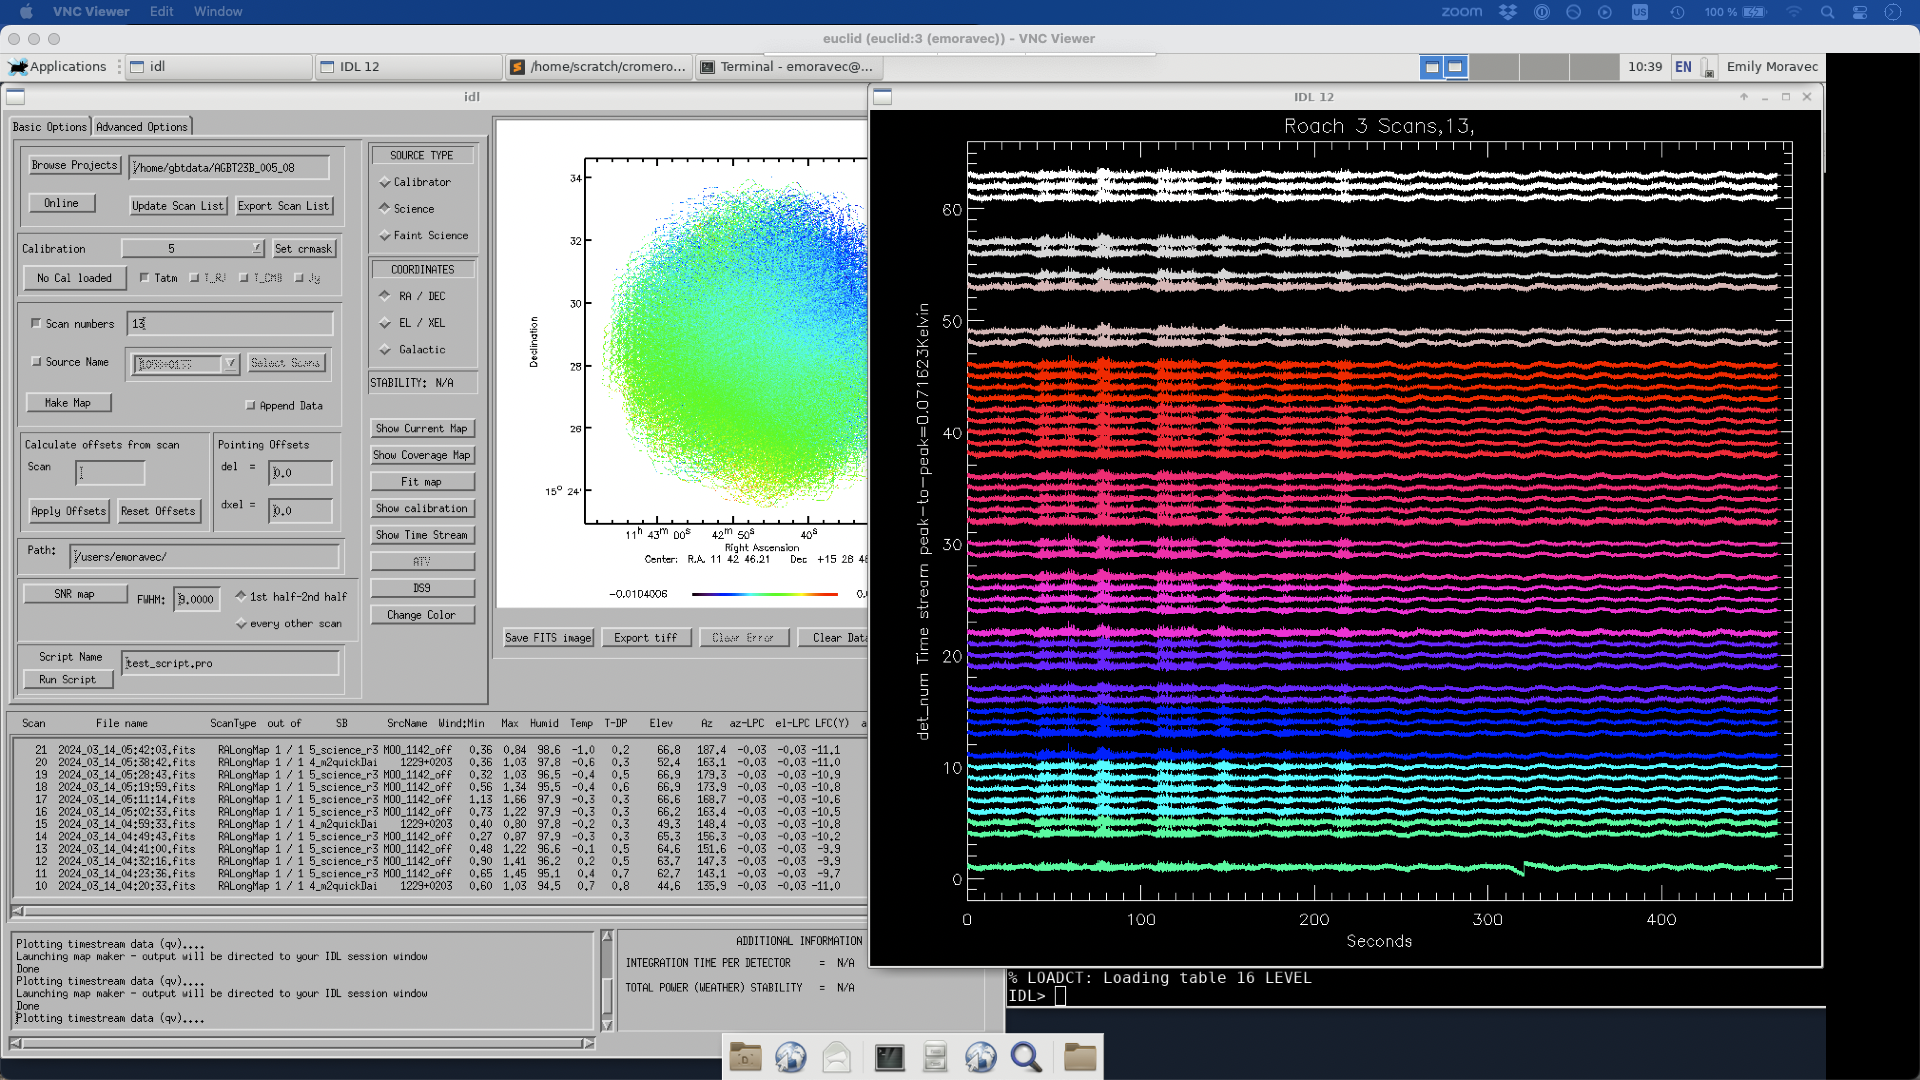 VNC Viewer Edit Window
zoom US 100 %
euclid (euclid:3 (emoravec)) - VNC Viewer
Applications idl IDL 12 /home/scratch/cromero... Terminal - emoravec@... 10:39 EN Emily Moravec
idl
Basic Options Advanced Options
Browse Projects /home/gbtdata/AGBT23B_005_08
Online Update Scan List Export Scan List
Calibration 5 Set crmask
No Cal loaded Tatm T_RJ T_CMB Jy
Scan numbers 13
Source Name Select Scans
Make Map Append Data
Calculate offsets from scan Pointing Offsets
Scan del = 0.0
Apply Offsets Reset Offsets dxel = 0.0
Path: /users/emoravec/
SNR map FWHM: 9.0000 1st half-2nd half
every other scan
Script Name test_script.pro
Run Script
SOURCE TYPE
Calibrator
Science
Faint Science
COORDINATES
RA / DEC
EL / XEL
Galactic
STABILITY: N/A
Show Current Map
Show Coverage Map
Fit map
Show calibration
Show Time Stream
ATV
DS9
Change Color
34
32
30
28
26
15° 24'
Declination
11h 43m 00s 42m 50s 40s
Right Ascension
Center: R.A. 11 42 46.21 Dec +15 28 4
-0.0104006 0.
Save FITS image Export tiff Clear Error Clear Data
Scan File name ScanType out of SB SrcName Wind:Min Max Humid Temp T-DP Elev Az az-LPC el-LPC LFC(Y) a
21 2024_03_14_05:42:03.fits RALongMap 1 / 1 5_science_r3 MOO_1142_off 0.36 0.84 98.6 -1.0 0.2 66.8 187.4 -0.03 -0.03 -11.1
20 2024_03_14_05:38:42.fits RALongMap 1 / 1 4_m2quickDai 1229+0203 0.36 1.03 97.8 -0.6 0.3 52.4 163.1 -0.03 -0.03 -11.0
19 2024_03_14_05:28:43.fits RALongMap 1 / 1 5_science_r3 MOO_1142_off 0.32 1.03 96.5 -0.4 0.5 66.9 179.3 -0.03 -0.03 -10.9
18 2024_03_14_05:19:59.fits RALongMap 1 / 1 5_science_r3 MOO_1142_off 0.56 1.34 95.5 -0.4 0.6 66.9 173.9 -0.03 -0.03 -10.8
17 2024_03_14_05:11:14.fits RALongMap 1 / 1 5_science_r3 MOO_1142_off 1.13 1.66 97.9 -0.3 0.3 66.6 168.7 -0.03 -0.03 -10.6
16 2024_03_14_05:02:33.fits RALongMap 1 / 1 5_science_r3 MOO_1142_off 0.73 1.22 97.9 -0.3 0.3 66.2 163.4 -0.03 -0.03 -10.5
15 2024_03_14_04:59:33.fits RALongMap 1 / 1 4_m2quickDai 1229+0203 0.40 0.80 97.8 -0.2 0.3 49.3 148.4 -0.03 -0.03 -10.8
14 2024_03_14_04:49:43.fits RALongMap 1 / 1 5_science_r3 MOO_1142_off 0.27 0.87 97.9 -0.3 0.3 65.3 156.3 -0.03 -0.03 -9.9
13 2024_03_14_04:41:00.fits RALongMap 1 / 1 5_science_r3 MOO_1142_off 0.48 1.22 96.6 -0.1 0.5 64.6 151.6 -0.03 -0.03 -9.9
12 2024_03_14_04:32:16.fits RALongMap 1 / 1 5_science_r3 MOO_1142_off 0.90 1.41 96.2 0.2 0.5 63.7 147.3 -0.03 -0.03 -9.9
11 2024_03_14_04:23:36.fits RALongMap 1 / 1 5_science_r3 MOO_1142_off 0.65 1.45 95.1 0.4 0.7 62.7 143.1 -0.03 -0.03 -9.7
10 2024_03_14_04:20:33.fits RALongMap 1 / 1 4_m2quickDai 1229+0203 0.60 1.03 94.5 0.7 0.8 44.6 135.9 -0.03 -0.03 -11.0
Plotting timestream data (qv)....
Launching map maker - output will be directed to your IDL session window
Done
Plotting timestream data (qv)....
Launching map maker - output will be directed to your IDL session window
Done
Plotting timestream data (qv)....
ADDITIONAL INFORMATION
INTEGRATION TIME PER DETECTOR = N/A
TOTAL POWER (WEATHER) STABILITY = N/A
IDL 12
Roach 3 Scans,13,
det_num Time stream peak-to-peak=0.071623Kelvin
60
50
40
30
20
10
0
0 100 200 300 400
Seconds
% LOADCT: Loading table 16 LEVEL
IDL>